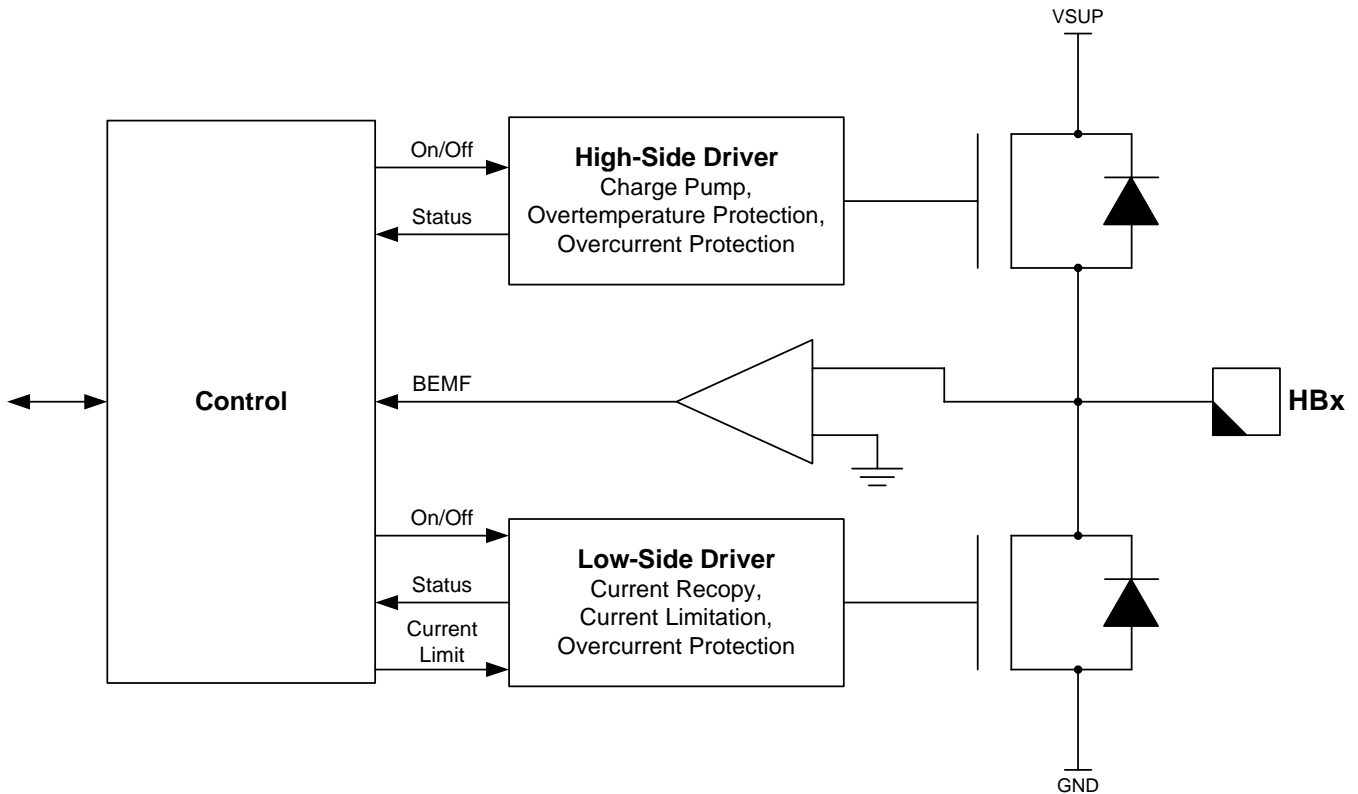 VSUP
On/Off
High-Side Driver
Charge Pump,
Overtemperature Protection,
Overcurrent Protection
Status
Control
BEMF
HBx
On/Off
Low-Side Driver
Current Recopy,
Current Limitation,
Overcurrent Protection
Status
Current
Limit
GND